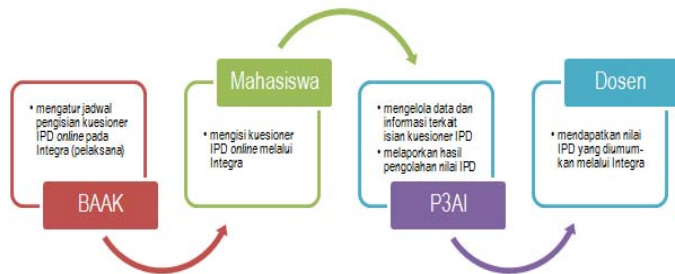 • mengatur jadwal
pengisian kuesioner
IPD online pada
Integra (pelaksana)
BAAK
Mahasiswa
• mengisi kuesioner
IPD online melalui
Integra
• mengelola data dan
informasi terkait
isian kuesioner IPD
• melaporkan hasil
pengolahan nilai IPD
P3AI
Dosen
• mendapatkan nilai
IPD yang diumum-
kan melalui Integra